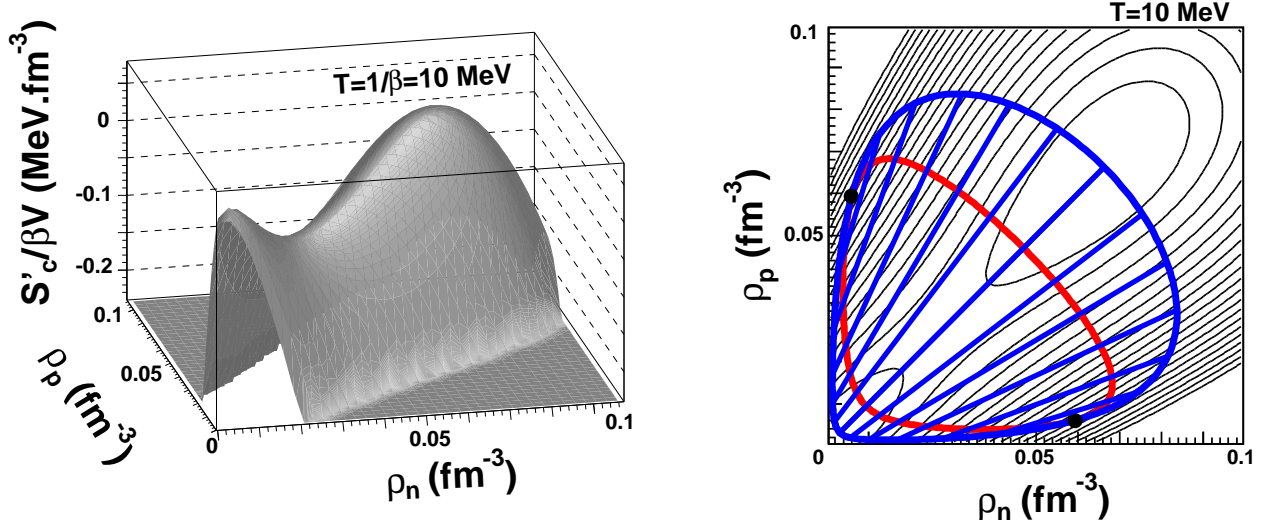 T=1/β=10 MeV
S'c/βV (MeV.fm⁻³)
0
-0.1
-0.2
0.1
0.05
ρp (fm⁻³)
0
0.05
0.1
ρn (fm⁻³)
T=10 MeV
0.1
0.05
ρp (fm⁻³)
0
0.05
0.1
ρn (fm⁻³)